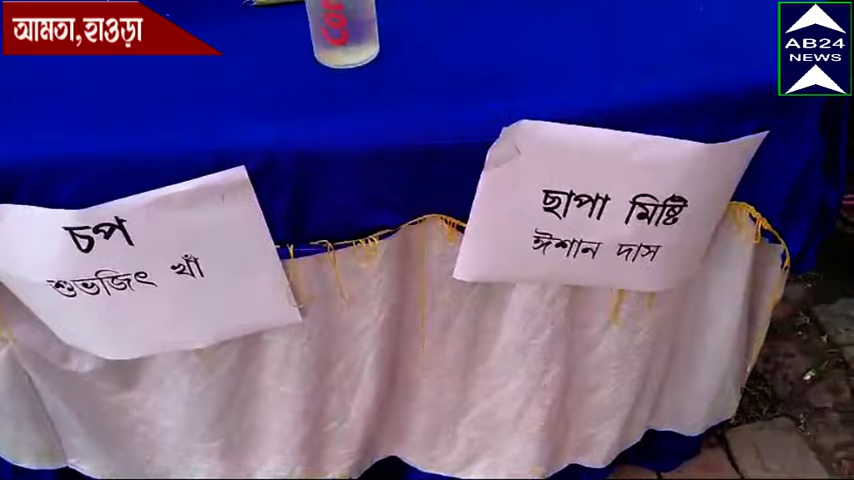 আমতা,হাওড়া
AB24
NEWS
চপ
শুভজিৎ খাঁ
ছাপা মিষ্টি
ঈশান দাস